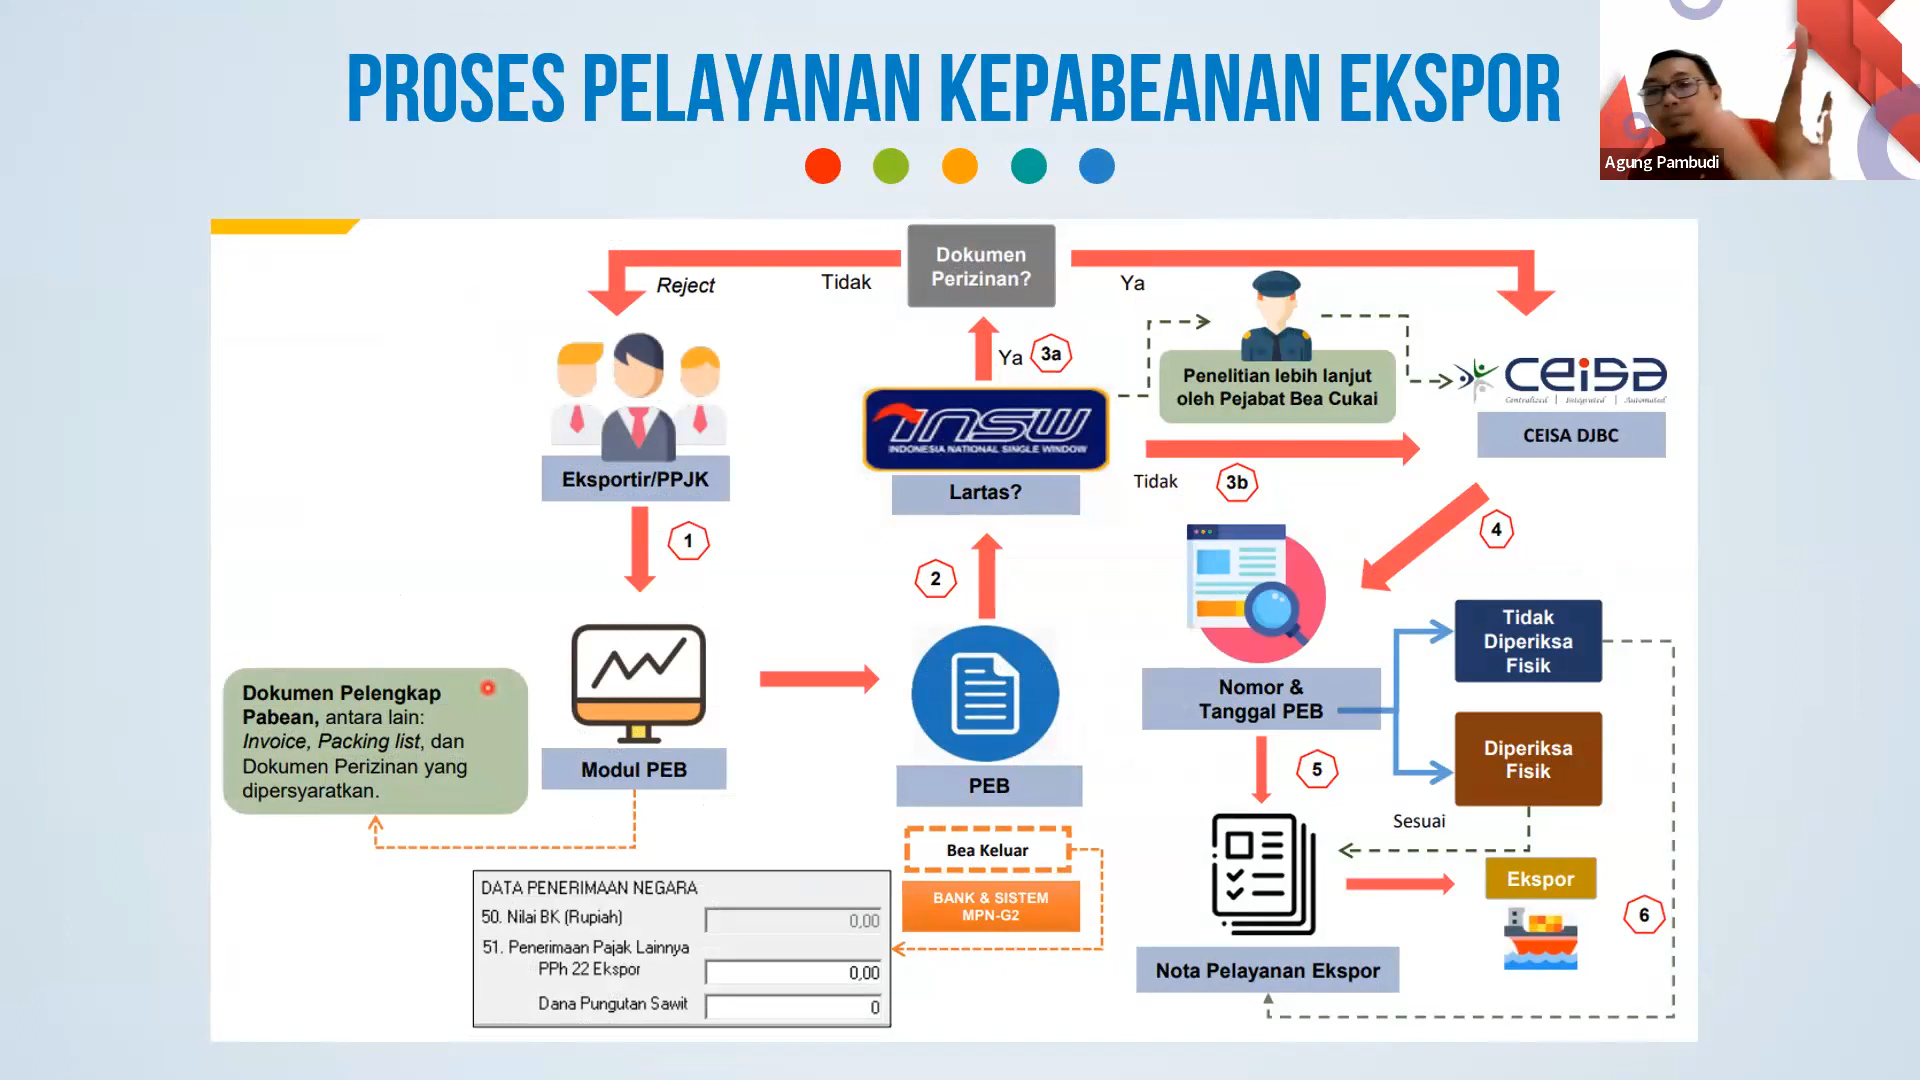 PROSES PELAYANAN KEPABEANAN EKSPOR
Agung Pambudi
Dokumen
Perizinan?
Reject
Tidak
Ya
Ya
3a
Penelitian lebih lanjut
oleh Pejabat Bea Cukai
CEISA
Centralized | Integrated | Automated
CEISA DJBC
INSW
INDONESIA NATIONAL SINGLE WINDOW
Lartas?
Tidak
3b
Eksportir/PPJK
1
2
4
Dokumen Pelengkap
Pabean, antara lain:
Invoice, Packing list, dan
Dokumen Perizinan yang
dipersyaratkan.
Modul PEB
PEB
Nomor &
Tanggal PEB
Tidak
Diperiksa
Fisik
Diperiksa
Fisik
5
Sesuai
Bea Keluar
BANK & SISTEM
MPN-G2
DATA PENERIMAAN NEGARA
50. Nilai BK (Rupiah) 0,00
51. Penerimaan Pajak Lainnya
PPh 22 Ekspor 0,00
Dana Pungutan Sawit 0
Nota Pelayanan Ekspor
Ekspor
6